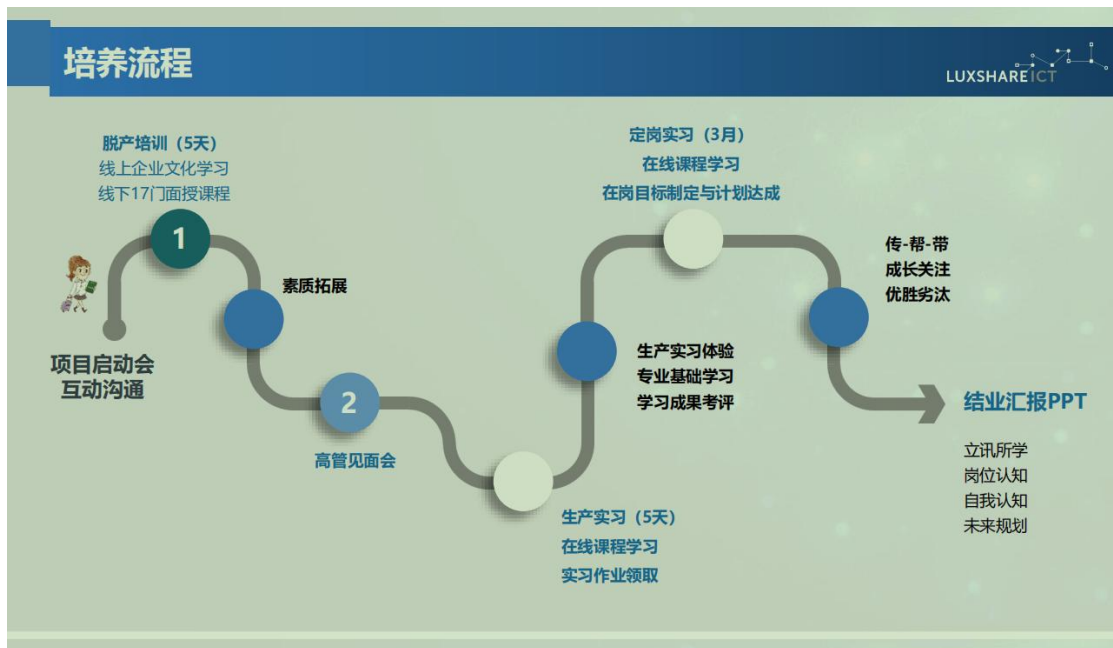 培养流程
LUXSHARE ICT
脱产培训（5天）
线上企业文化学习
线下17门面授课程
1
项目启动会
互动沟通
素质拓展
2
高管见面会
生产实习（5天）
在线课程学习
实习作业领取
生产实习体验
专业基础学习
学习成果考评
定岗实习（3月）
在线课程学习
在岗目标制定与计划达成
传-帮-带
成长关注
优胜劣汰
结业汇报PPT
立讯所学
岗位认知
自我认知
未来规划